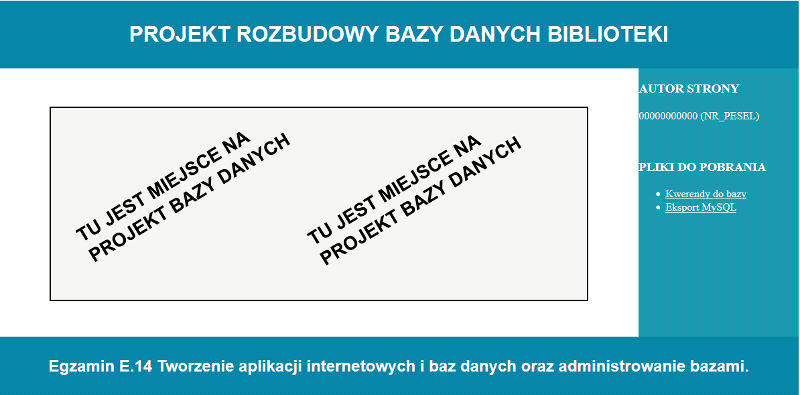 PROJEKT ROZBUDOWY BAZY DANYCH BIBLIOTEKI
TU JEST MIEJSCE NA
PROJEKT BAZY DANYCH
TU JEST MIEJSCE NA
PROJEKT BAZY DANYCH
AUTOR STRONY
00000000000 (NR_PESEL)
PLIKI DO POBRANIA
Kwerendy do bazy
Eksport MySQL
Egzamin E.14 Tworzenie aplikacji internetowych i baz danych oraz administrowanie bazami.